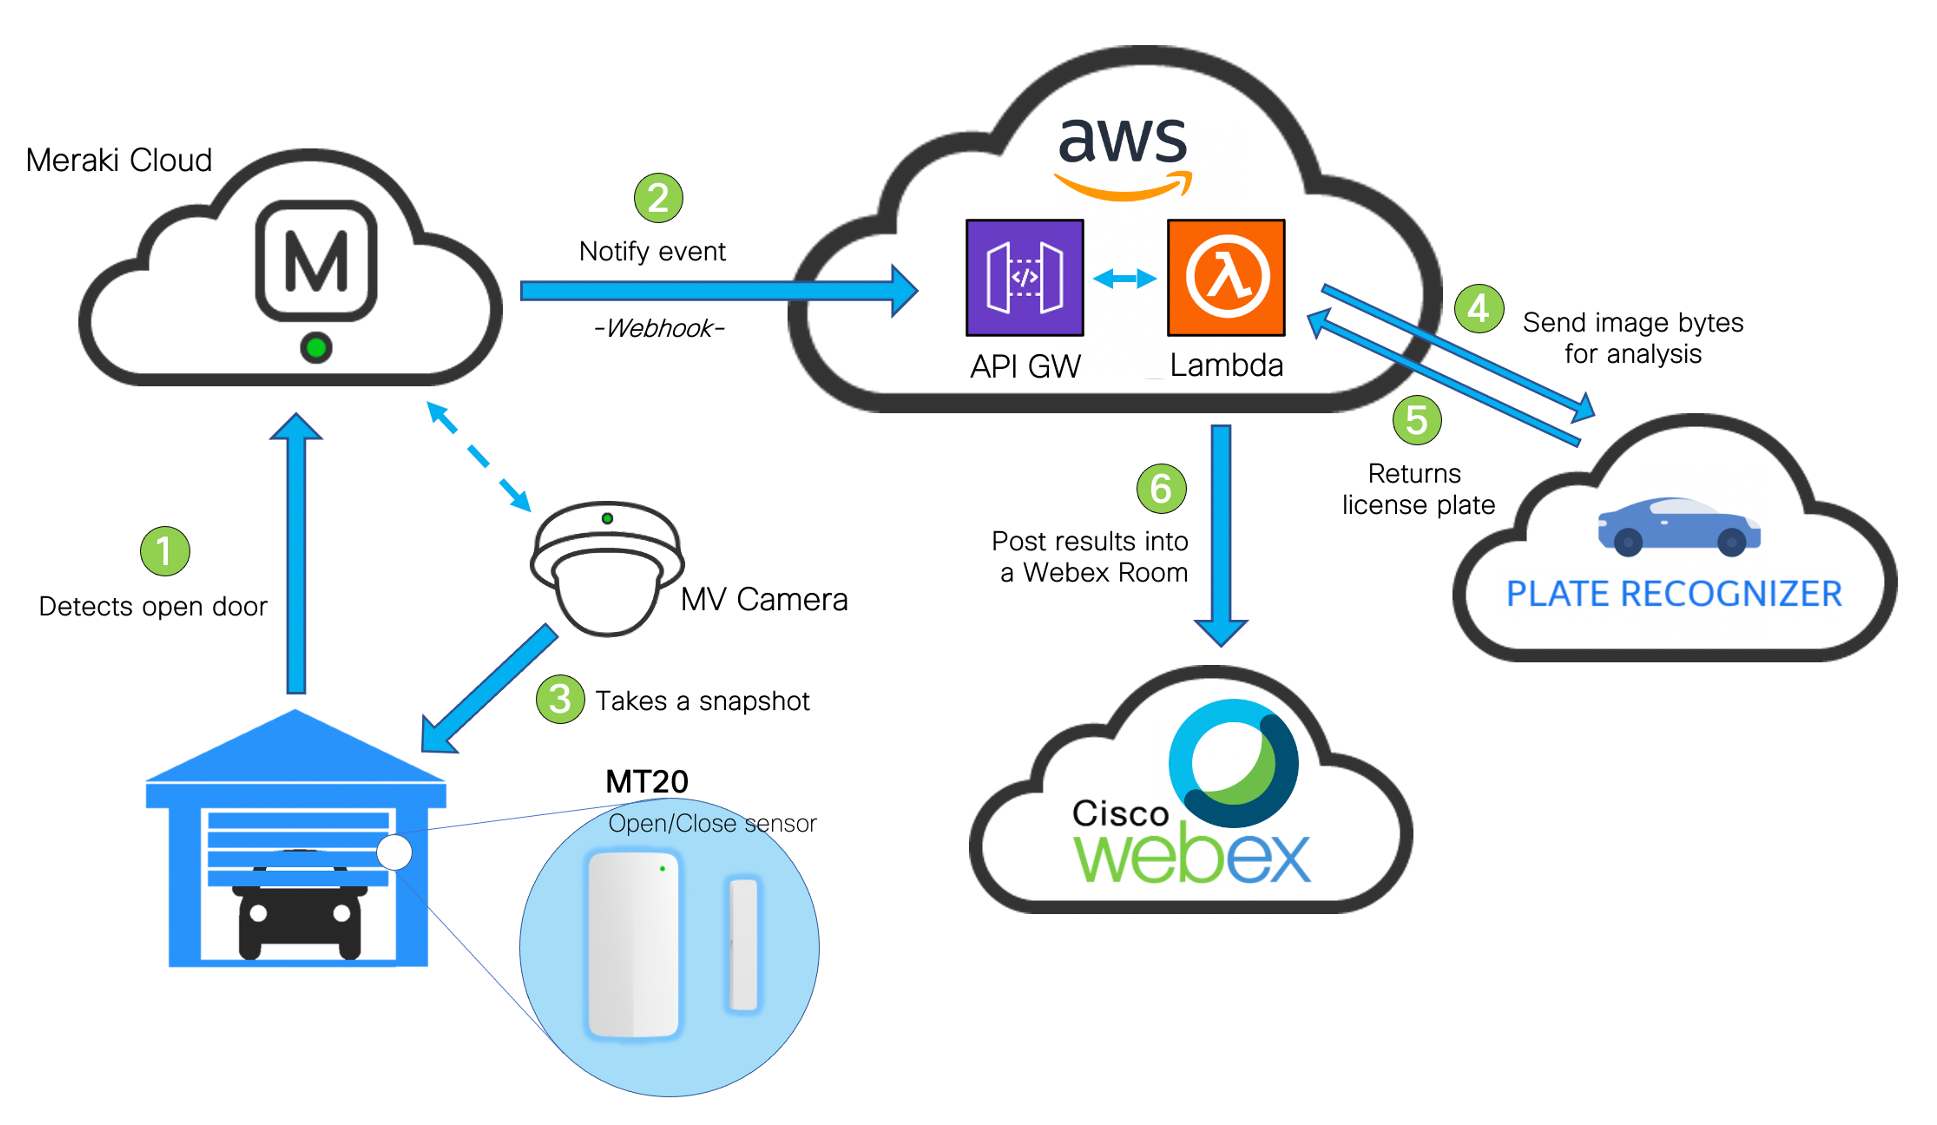 Meraki Cloud
M
2
Notify event
-Webhook-
aws
</>
λ
API GW
Lambda
4
Send image bytes
for analysis
5
Returns
license plate
PLATE RECOGNIZER
6
Post results into
a Webex Room
1
Detects open door
MV Camera
3
Takes a snapshot
MT20
Open/Close sensor
Cisco
webex